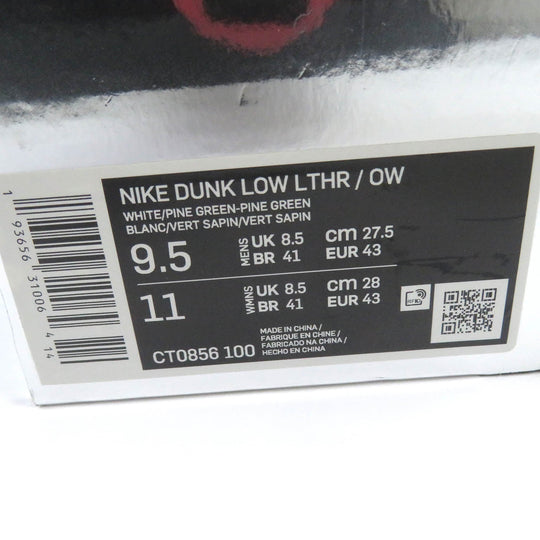 NIKE DUNK LOW LTHR / OW
WHITE/PINE GREEN-PINE GREEN
BLANC/VERT SAPIN/VERT SAPIN
9.5 MENS UK 8.5 CM 27.5
BR 41 EUR 43
11 WMNS UK 8.5 CM 28
BR 41 EUR 43
CT0856 100
MADE IN CHINA /
FABRIQUE EN CHINE /
FABRICADO NA CHINA /
HECHO EN CHINA
1 93656 31006 4 14